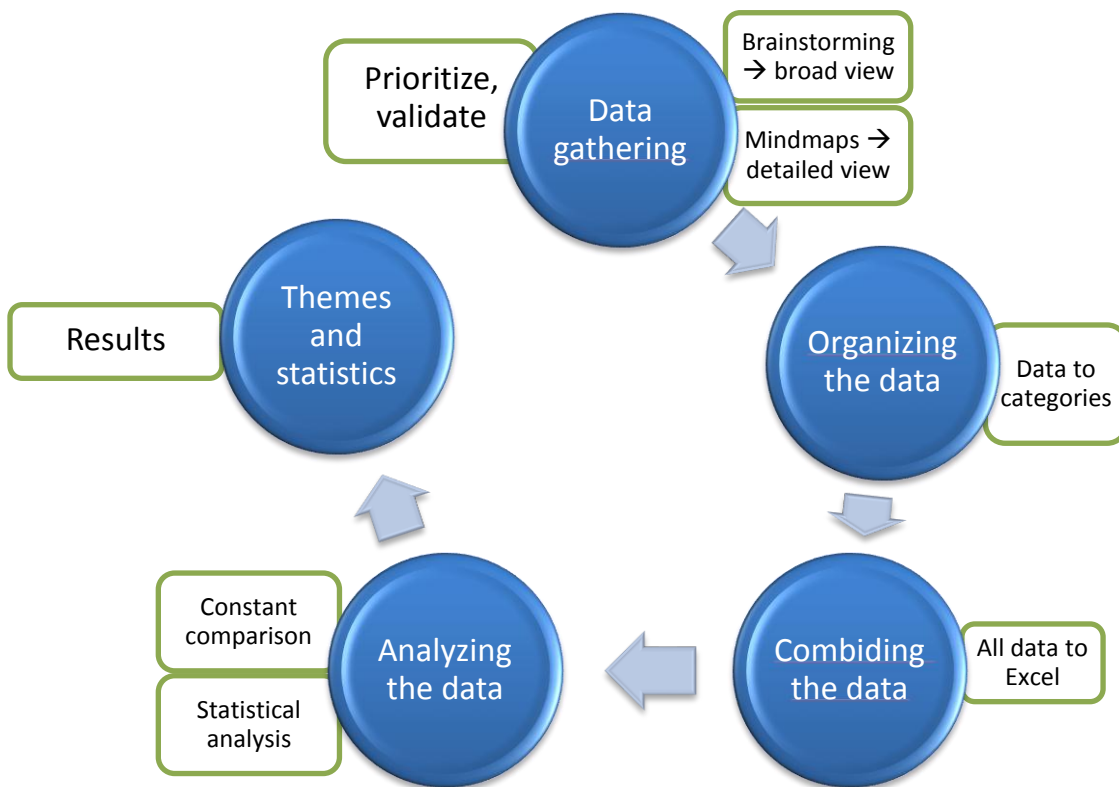 Prioritize,
validate
Data
gathering
Brainstorming
→ broad view
Mindmaps →
detailed view
Organizing
the data
Data to
categories
Combiding
the data
All data to
Excel
Analyzing
the data
Constant
comparison
Statistical
analysis
Themes
and
statistics
Results